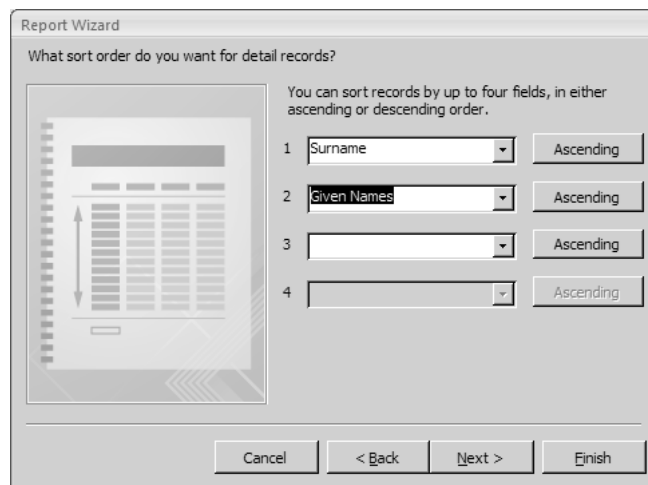 Report Wizard
What sort order do you want for detail records?
You can sort records by up to four fields, in either
ascending or descending order.
1 Surname Ascending
2 Given Names Ascending
3 Ascending
4 Ascending
Cancel < Back Next > Finish